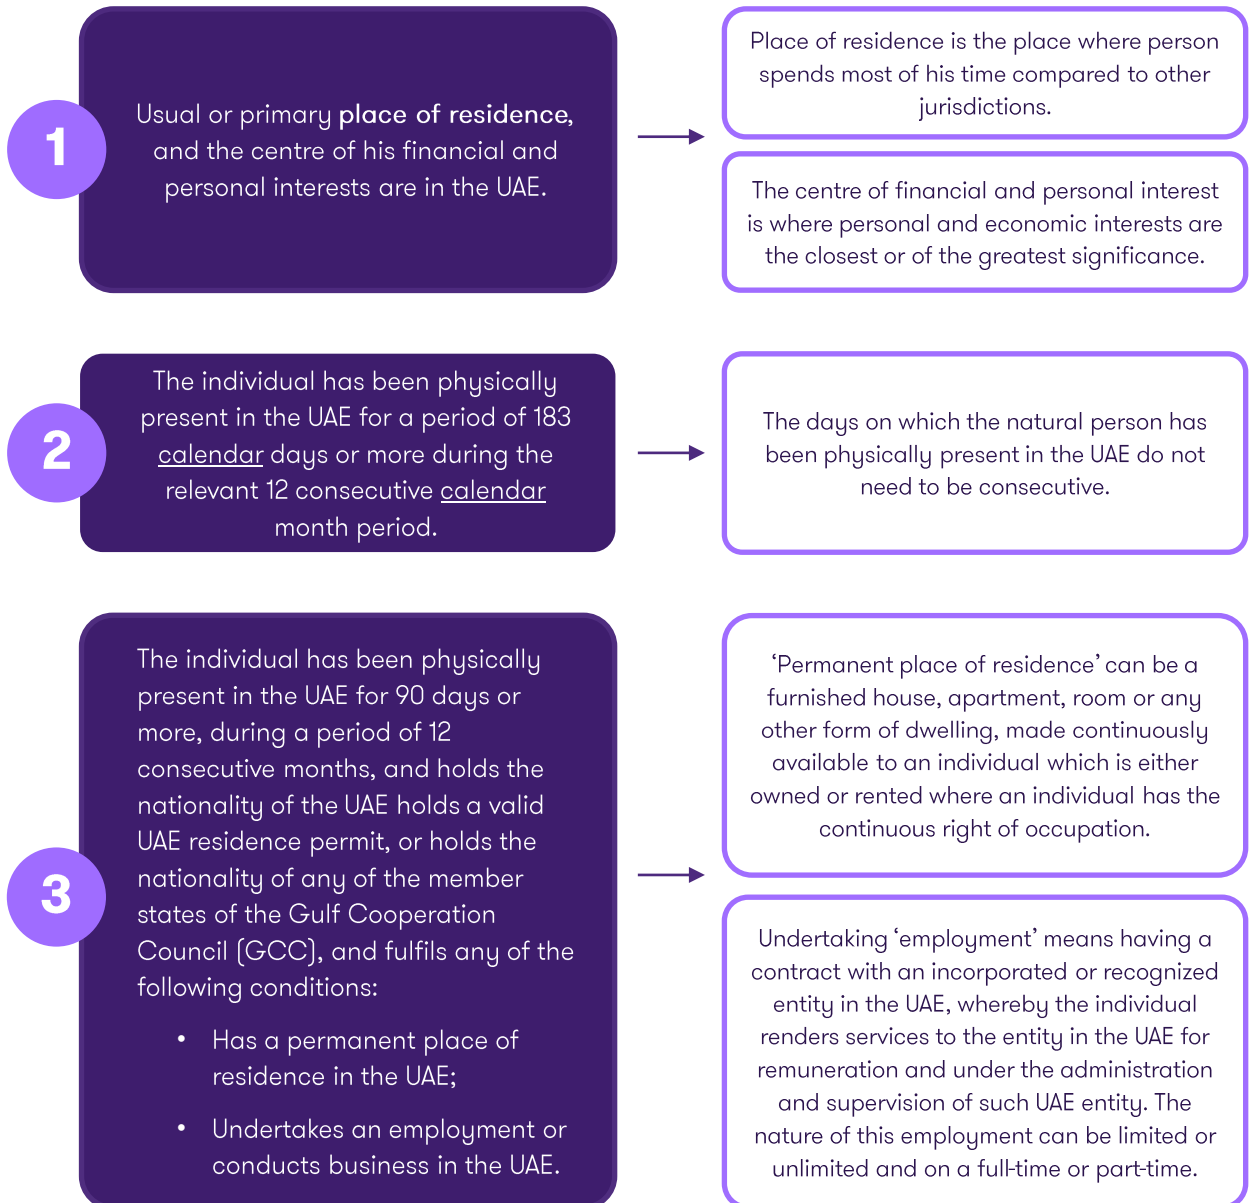 1
Usual or primary place of residence,
and the centre of his financial and
personal interests are in the UAE.
Place of residence is the place where person
spends most of his time compared to other
jurisdictions.
The centre of financial and personal interest
is where personal and economic interests are
the closest or of the greatest significance.
2
The individual has been physically
present in the UAE for a period of 183
calendar days or more during the
relevant 12 consecutive calendar
month period.
The days on which the natural person has
been physically present in the UAE do not
need to be consecutive.
3
The individual has been physically
present in the UAE for 90 days or
more, during a period of 12
consecutive months, and holds the
nationality of the UAE holds a valid
UAE residence permit, or holds the
nationality of any of the member
states of the Gulf Cooperation
Council (GCC), and fulfils any of the
following conditions:
• Has a permanent place of
residence in the UAE;
• Undertakes an employment or
conducts business in the UAE.
‘Permanent place of residence’ can be a
furnished house, apartment, room or any
other form of dwelling, made continuously
available to an individual which is either
owned or rented where an individual has the
continuous right of occupation.
Undertaking ‘employment’ means having a
contract with an incorporated or recognized
entity in the UAE, whereby the individual
renders services to the entity in the UAE for
remuneration and under the administration
and supervision of such UAE entity. The
nature of this employment can be limited or
unlimited and on a full-time or part-time.